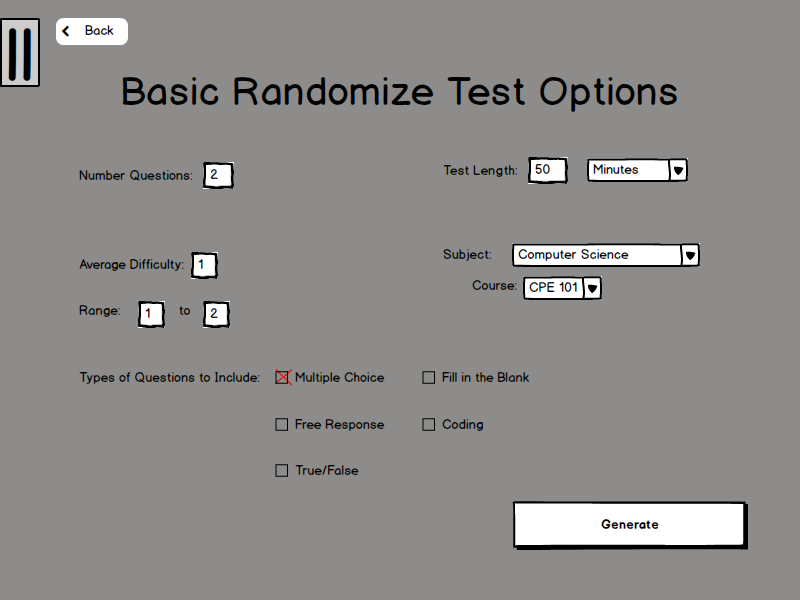 Back
Basic Randomize Test Options
Number Questions: 2
Test Length: 50 Minutes
Average Difficulty: 1
Subject: Computer Science
Course: CPE 101
Range: 1 to 2
Types of Questions to Include: Multiple Choice Fill in the Blank
Free Response Coding
True/False
Generate